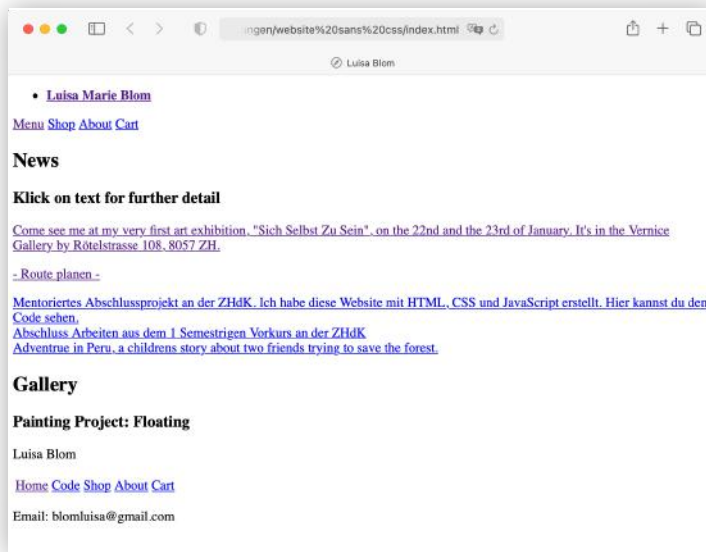 ngen/website%20sans%20css/index.html
Luisa Blom
Luisa Marie Blom
Menu Shop About Cart
News
Klick on text for further detail
Come see me at my very first art exhibition, "Sich Selbst Zu Sein", on the 22nd and the 23rd of January. It's in the Vernice
Gallery by Rötelstrasse 108, 8057 ZH.
- Route planen -
Mentoriertes Abschlussprojekt an der ZHdK. Ich habe diese Website mit HTML, CSS und JavaScript erstellt. Hier kannst du den
Code sehen.
Abschluss Arbeiten aus dem 1 Semestrigen Vorkurs an der ZHdK
Adventrue in Peru, a childrens story about two friends trying to save the forest.
Gallery
Painting Project: Floating
Luisa Blom
Home Code Shop About Cart
Email: blomluisa@gmail.com